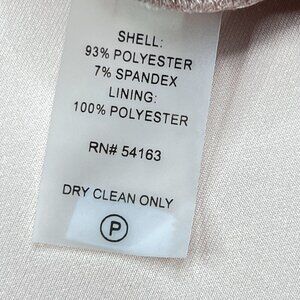 SHELL:
93% POLYESTER
7% SPANDEX
LINING:
100% POLYESTER
RN# 54163
DRY CLEAN ONLY
P